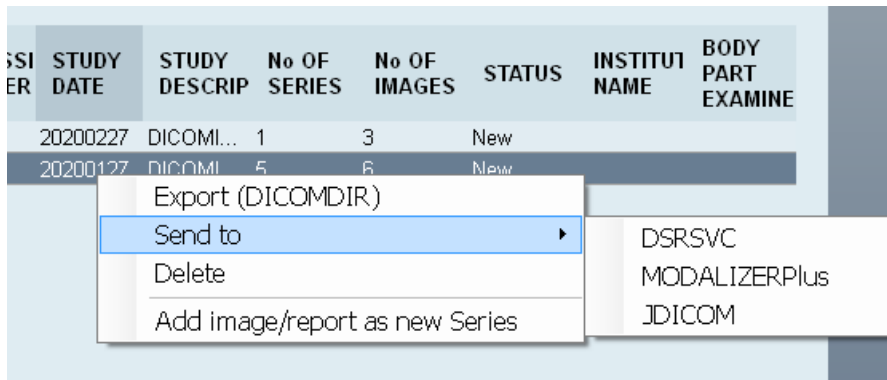 SSI STUDY STUDY No OF No OF STATUS INSTITUT BODY
ER DATE DESCRIP SERIES IMAGES NAME PART
EXAMINE
20200227 DICOMI... 1 3 New
20200127 DICOMI 5 6 New
Export (DICOMDIR)
Send to
DSRSVC
Delete
MODALIZERPlus
Add image/report as new Series
JDICOM